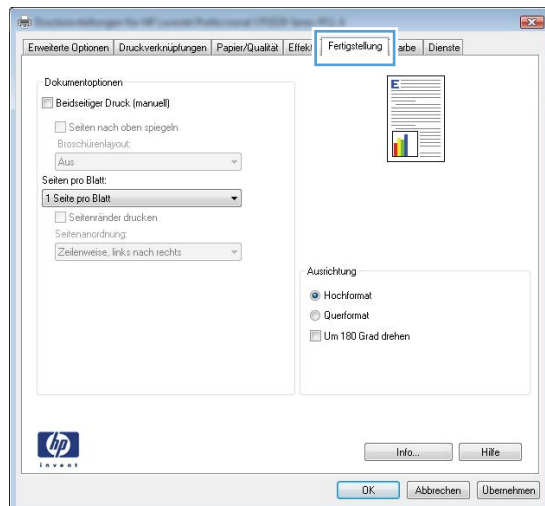 Erweiterte Optionen Druckverknüpfungen Papier/Qualität Effekt Fertigstellung arbe Dienste
Dokumentoptionen
Beidseitiger Druck (manuell)
Seiten nach oben spiegeln
Broschürenlayout:
Aus
Seiten pro Blatt:
1 Seite pro Blatt
Seitenränder drucken
Seitenanordnung:
Zeilenweise, links nach rechts
E
Ausrichtung
Hochformat
Querformat
Um 180 Grad drehen
hp
invent
Info... Hilfe
OK Abbrechen Übernehmen